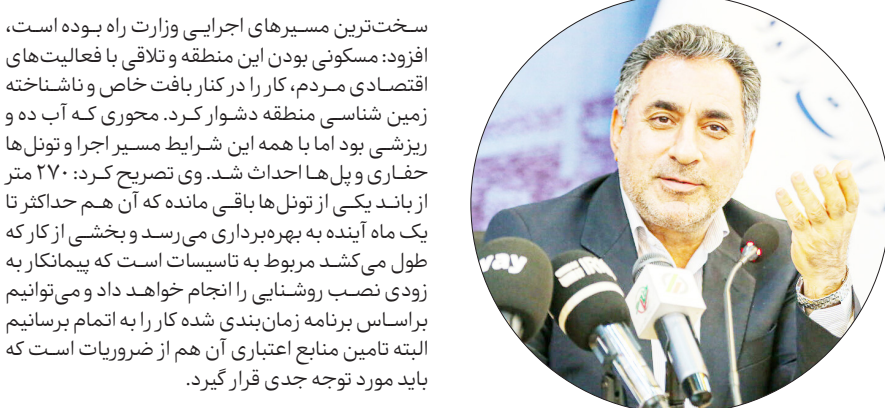 سخت‌ترین مسیرهای اجرایی وزارت راه بوده است،
افزود: مسکونی بودن این منطقه و تلاقی با فعالیت‌های
اقتصادی مردم، کار را در کنار بافت خاص و ناشناخته
زمین شناسی منطقه دشوار کرد. محوری که آب ده و
ریزشی بود اما با همه این شرایط مسیر اجرا و تونل‌ها
حفاری و پل‌ها احداث شد. وی تصریح کرد: ۲۷۰ متر
از باند یکی از تونل‌ها باقی مانده که آن هم حداکثر تا
یک ماه آینده به بهره‌برداری می‌رسد و بخشی از کار که
طول می‌کشد مربوط به تاسیسات است که پیمانکار به
زودی نصب روشنایی را انجام خواهد داد و می‌توانیم
براساس برنامه زمان‌بندی شده کار را به اتمام برسانیم
البته تامین منابع اعتباری آن هم از ضروریات است که
باید مورد توجه جدی قرار گیرد.
way